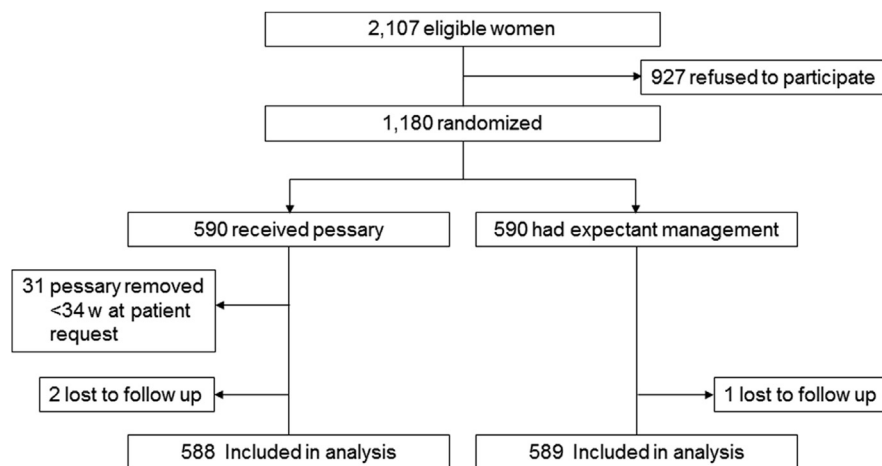 2,107 eligible women
927 refused to participate
1,180 randomized
590 received pessary
590 had expectant management
31 pessary removed
<34 w at patient
request
2 lost to follow up
1 lost to follow up
588 Included in analysis
589 Included in analysis